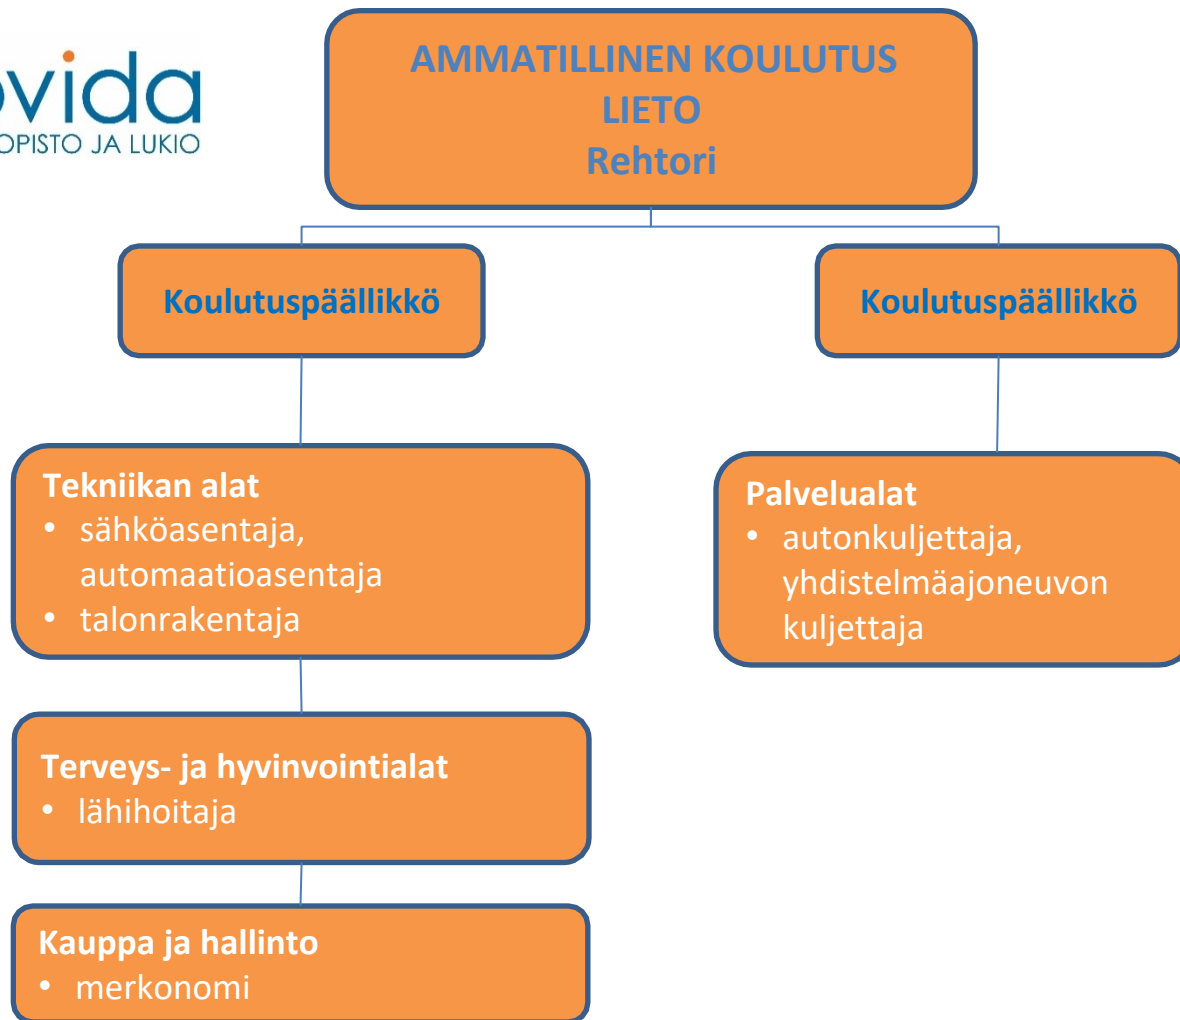 vida
OPISTO JA LUKIO
AMMATILLINEN KOULUTUS
LIETO
Rehtori
Koulutuspäällikkö
Koulutuspäällikkö
Tekniikan alat
• sähköasentaja,
automaatioasentaja
• talonrakentaja
Palvelualat
• autonkuljettaja,
yhdistelmäajoneuvon
kuljettaja
Terveys- ja hyvinvointialat
• lähihoitaja
Kauppa ja hallinto
• merkonomi